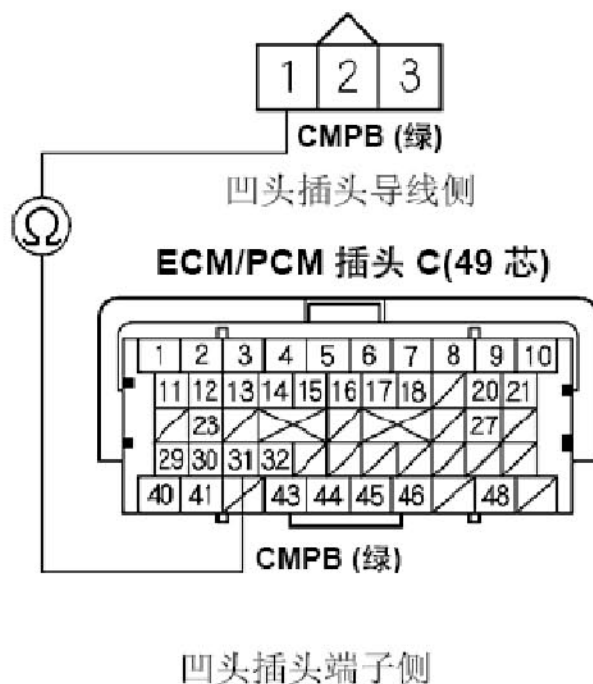 1 2 3
CMPB (绿)
凹头插头导线侧
Ω
ECM/PCM 插头 C(49 芯)
1 2 3 4 5 6 7 8 9 10
11 12 13 14 15 16 17 18 20 21
23 27
29 30 31 32
40 41 43 44 45 46 48
CMPB (绿)
凹头插头端子侧